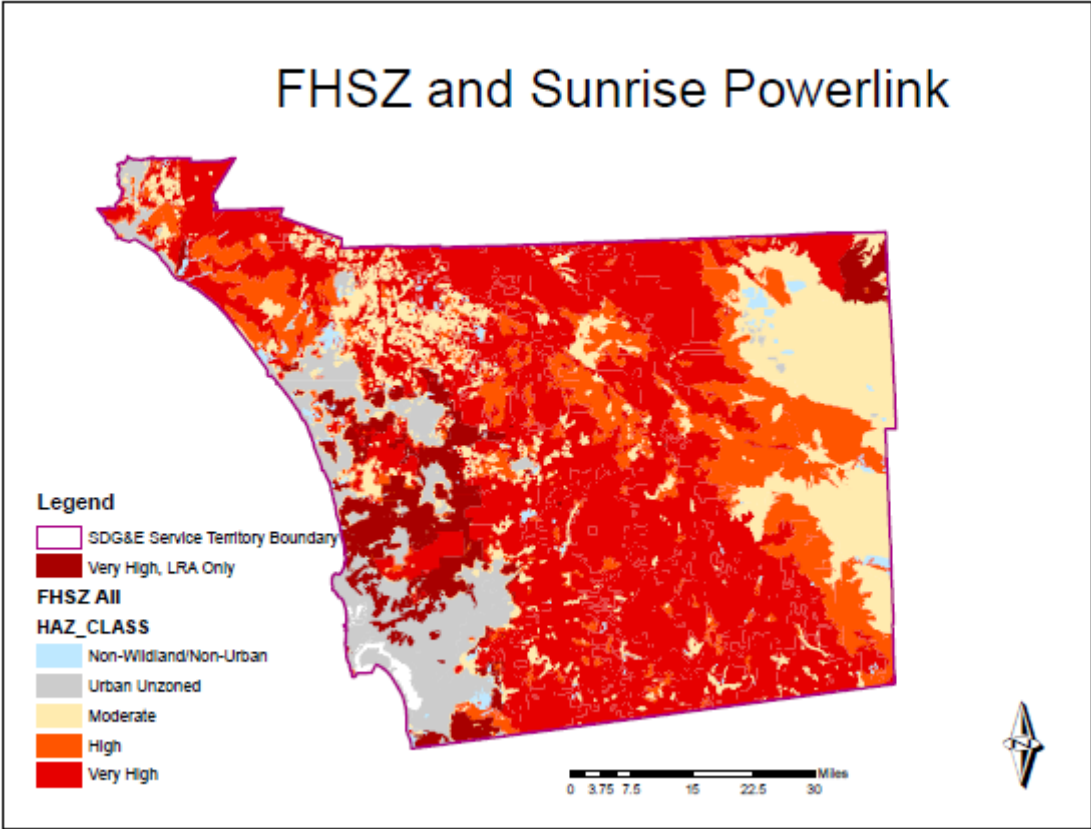 FHSZ and Sunrise Powerlink
Legend
SDG&E Service Territory Boundary
Very High, LRA Only
FHSZ All
HAZ_CLASS
Non-Wildland/Non-Urban
Urban Unzoned
Moderate
High
Very High
N
Miles
0 3.75 7.5 15 22.5 30